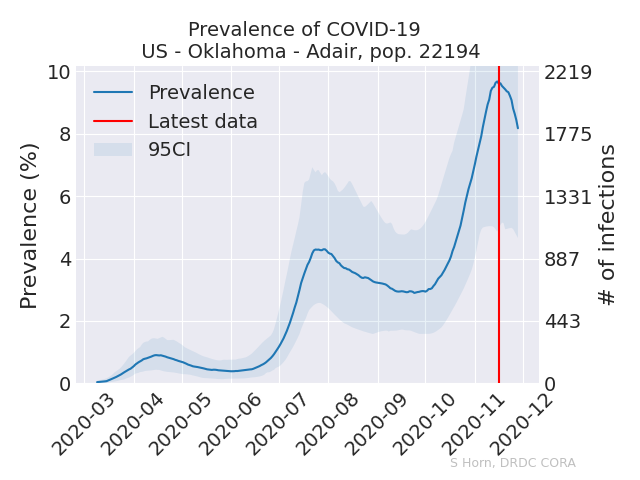 Prevalence of COVID-19
US - Oklahoma - Adair, pop. 22194
Prevalence (%)
10
8
6
4
2
0
Prevalence
Latest data
95CI
2219
1775
1331
887
443
0
# of infections
2020-03
2020-04
2020-05
2020-06
2020-07
2020-08
2020-09
2020-10
2020-11
2020-12
S Horn, DRDC CORA